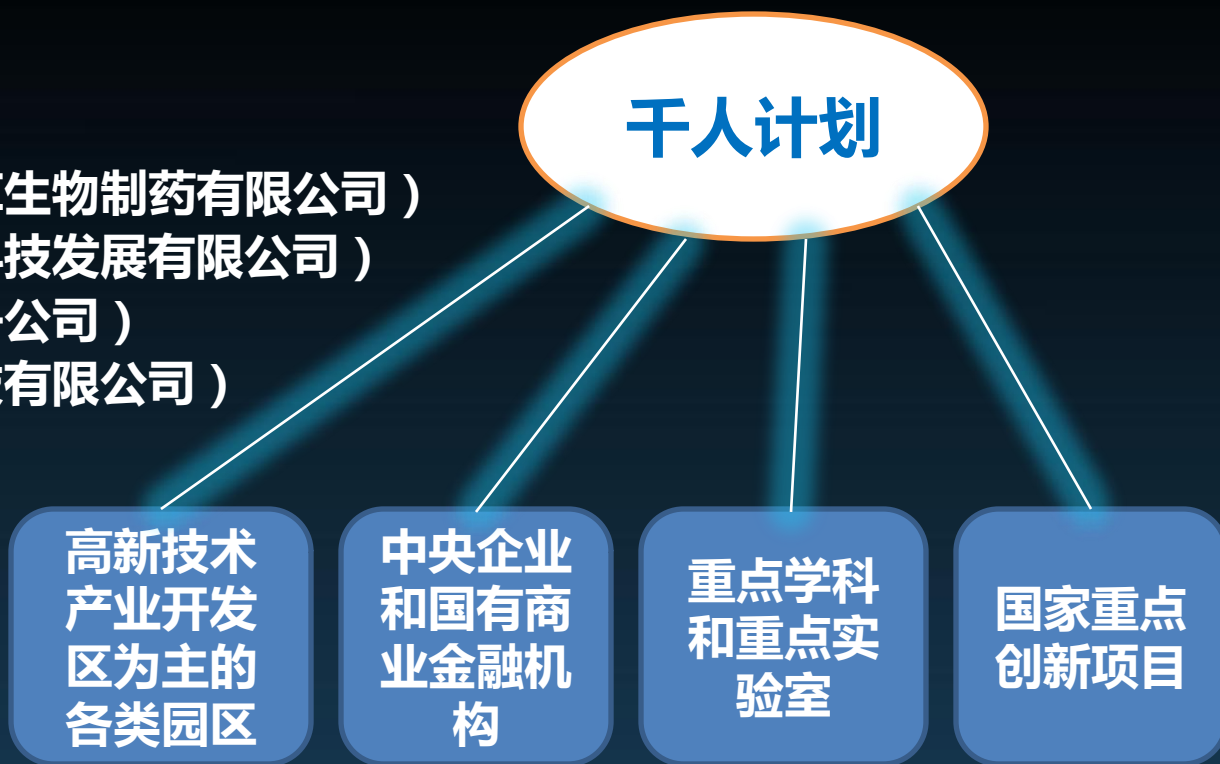 千人计划
生物制药有限公司）
技发展有限公司）
公司）
有限公司）
高新技术
产业开发
区为主的
各类园区
中央企业
和国有商
业金融机
构
重点学科
和重点实
验室
国家重点
创新项目